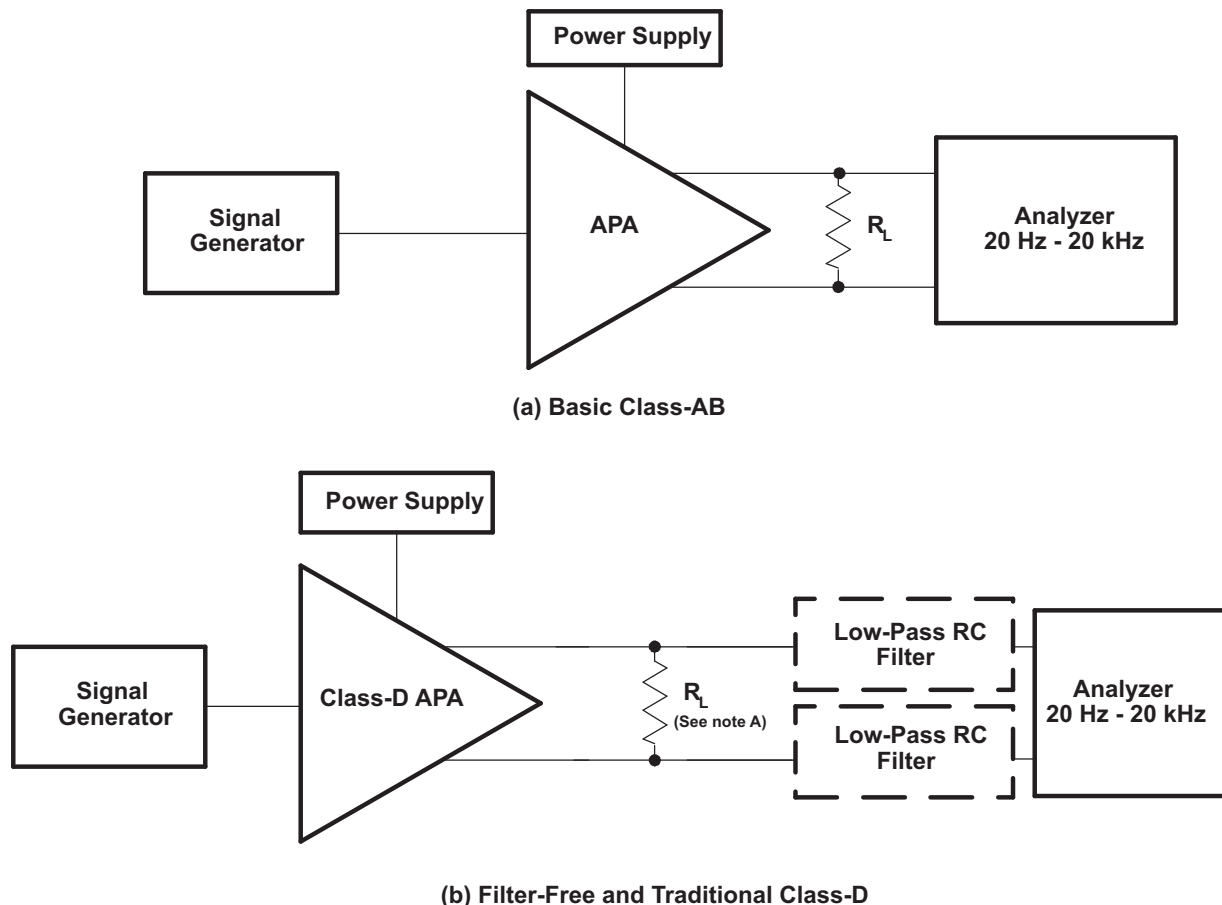 Power Supply
Signal
Generator
APA
RL
Analyzer
20 Hz - 20 kHz
(a) Basic Class-AB
Power Supply
Signal
Generator
Class-D APA
RL
(See note A)
Low-Pass RC
Filter
Low-Pass RC
Filter
Analyzer
20 Hz - 20 kHz
(b) Filter-Free and Traditional Class-D